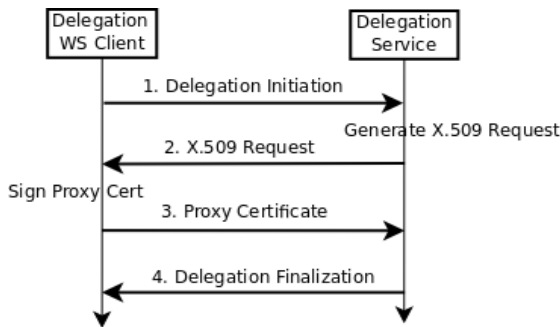 Delegation
WS Client
Delegation
Service
1. Delegation Initiation
Generate X.509 Request
2. X.509 Request
Sign Proxy Cert
3. Proxy Certificate
4. Delegation Finalization